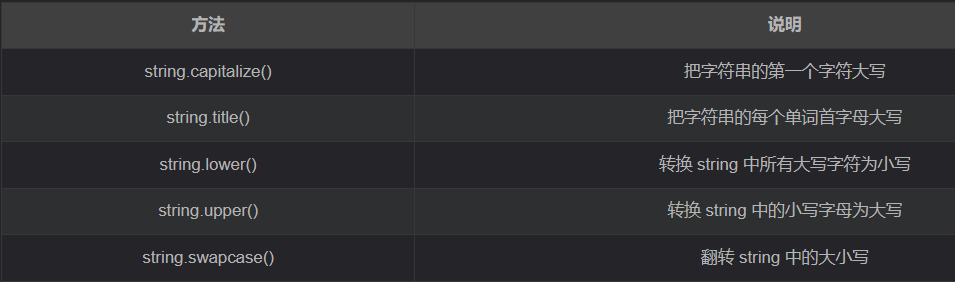 方法 说明
string.capitalize() 把字符串的第一个字符大写
string.title() 把字符串的每个单词首字母大写
string.lower() 转换 string 中所有大写字符为小写
string.upper() 转换 string 中的小写字母为大写
string.swapcase() 翻转 string 中的大小写